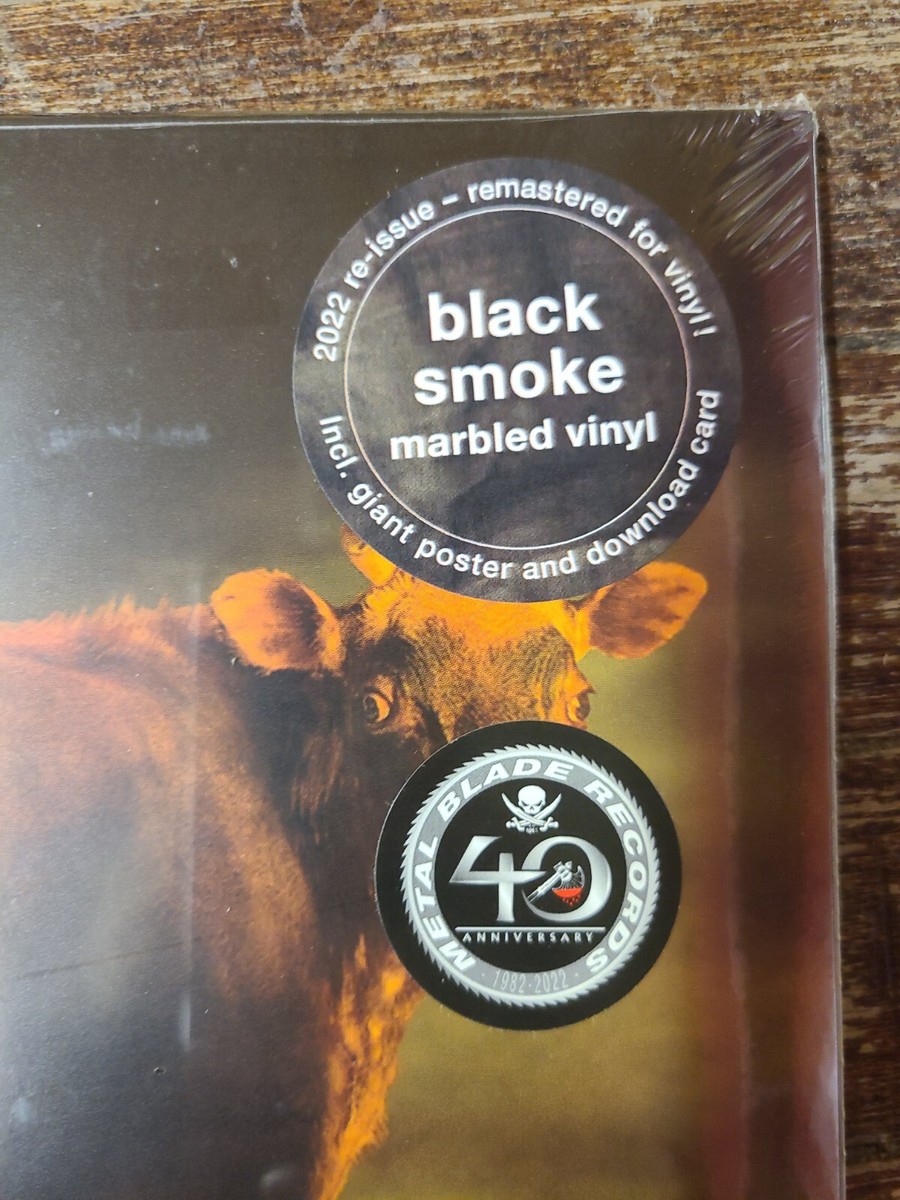 2022 re-issue – remastered for vinyl!
black
smoke
marbled vinyl
Incl. giant poster and download card
METAL BLADE RECORDS
40
ANNIVERSARY
· 1982-2022 ·